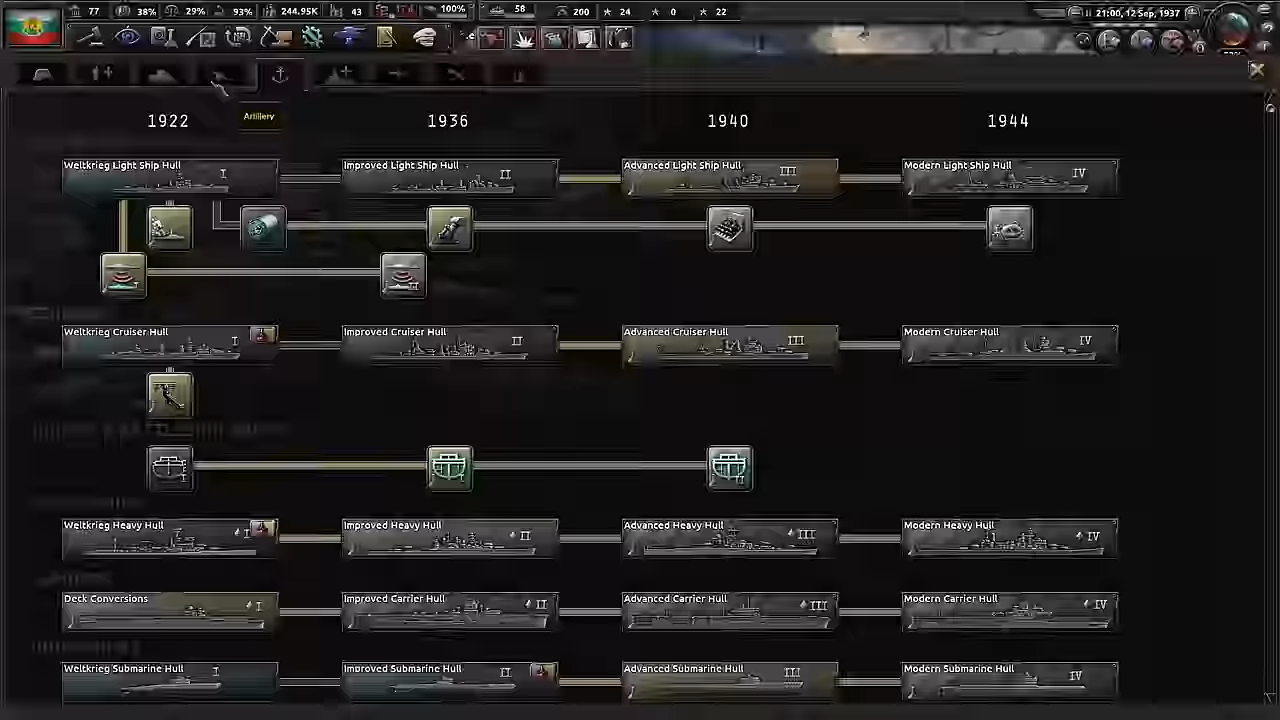 77 38% 29% 93% 244.95K 43 100% 58 200 24 0 22 21:00, 12 Sep, 1937
Artillery
1922 1936 1940 1944
Weltkrieg Light Ship Hull I Improved Light Ship Hull II Advanced Light Ship Hull III Modern Light Ship Hull IV
Weltkrieg Cruiser Hull I Improved Cruiser Hull II Advanced Cruiser Hull III Modern Cruiser Hull IV
Weltkrieg Heavy Hull I Improved Heavy Hull II Advanced Heavy Hull III Modern Heavy Hull IV
Deck Conversions I Improved Carrier Hull II Advanced Carrier Hull III Modern Carrier Hull IV
Weltkrieg Submarine Hull I Improved Submarine Hull II Advanced Submarine Hull III Modern Submarine Hull IV